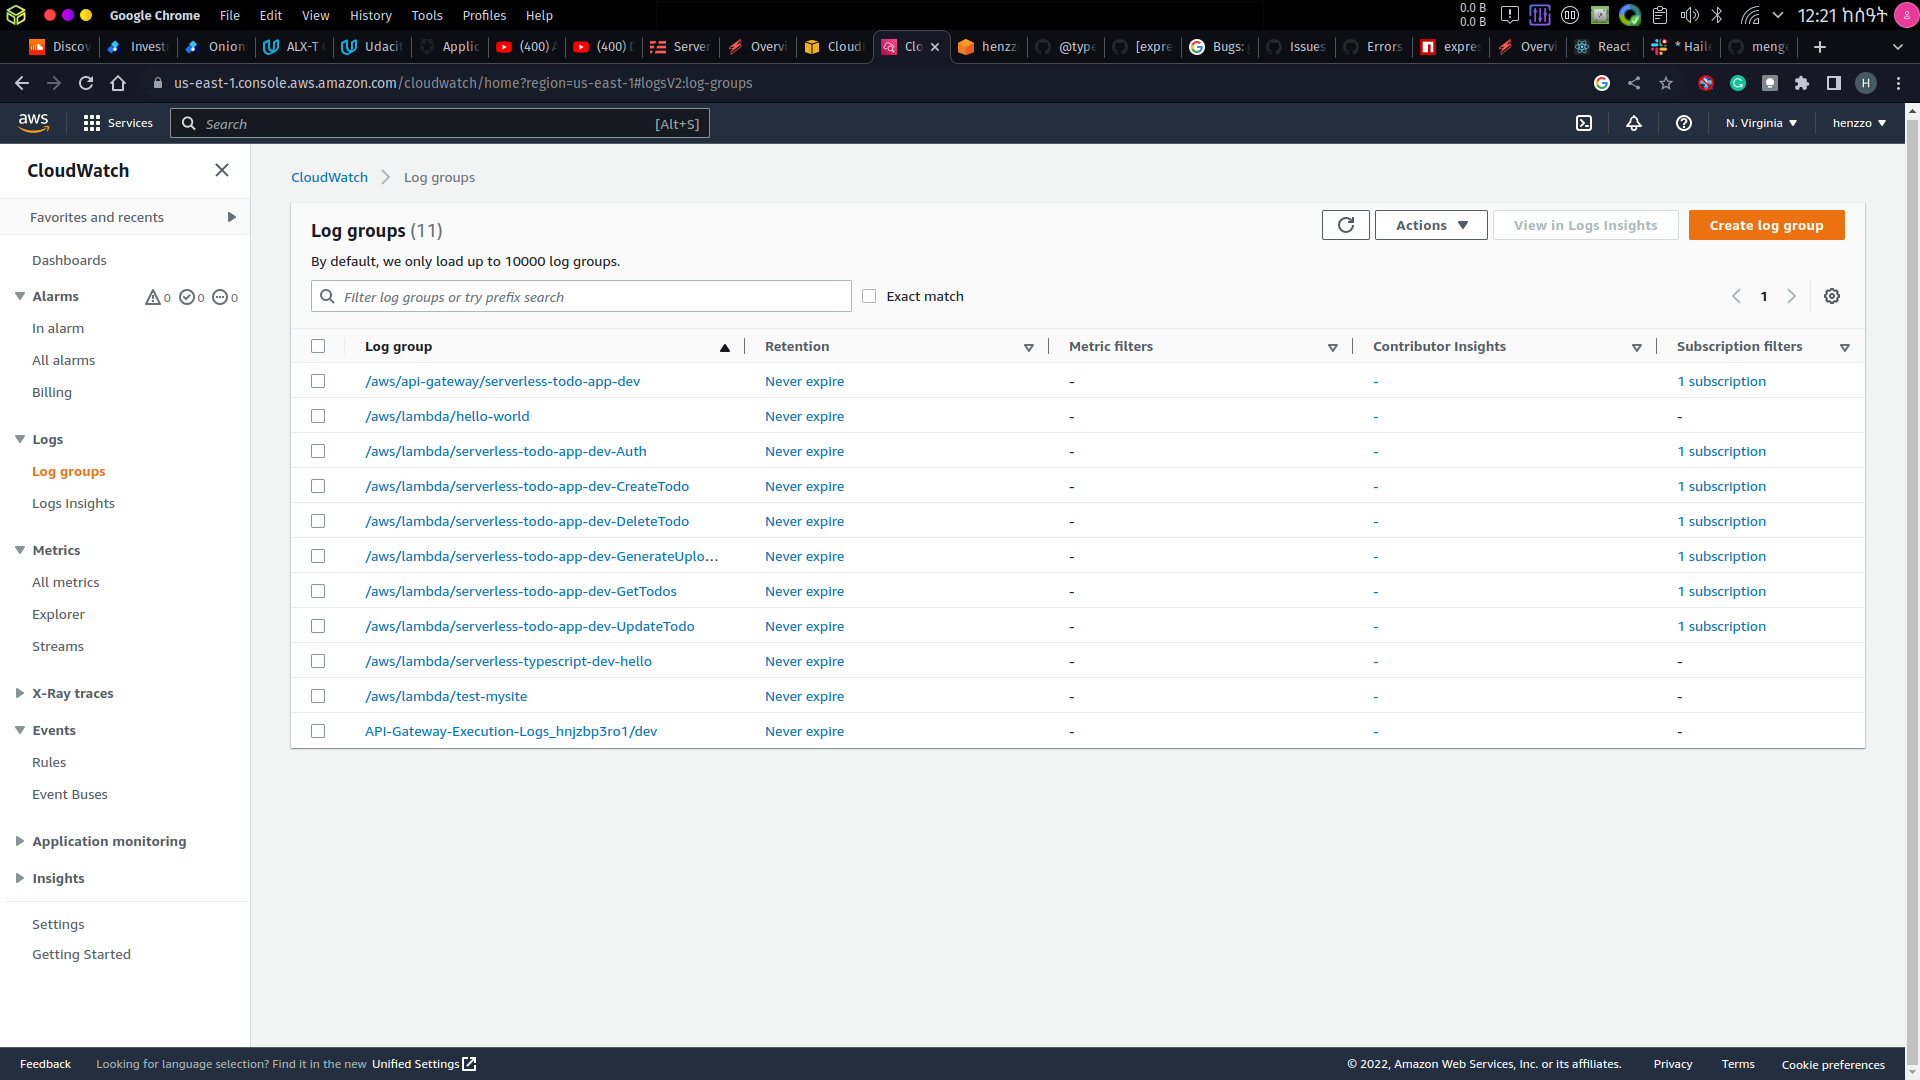 Google Chrome File Edit View History Tools Profiles Help
0.0 B
0.0 B
12:21 ከሰዓት
Discov Invest Onion ALX-T Udacit Applic (400) (400) Server Overvi Cloud Clo henzz @type [expre Bugs: Issues Errors expres Overvi React * Haile menge
us-east-1.console.aws.amazon.com/cloudwatch/home?region=us-east-1#logsV2:log-groups
H
aws Services Search [Alt+S] N. Virginia henzzo
CloudWatch
Favorites and recents
Dashboards
Alarms 0 0 0
In alarm
All alarms
Billing
Logs
Log groups
Logs Insights
Metrics
All metrics
Explorer
Streams
X-Ray traces
Events
Rules
Event Buses
Application monitoring
Insights
Settings
Getting Started
CloudWatch > Log groups
Log groups (11)
Actions View in Logs Insights Create log group
By default, we only load up to 10000 log groups.
Filter log groups or try prefix search Exact match 1
Log group Retention Metric filters Contributor Insights Subscription filters
/aws/api-gateway/serverless-todo-app-dev Never expire - - 1 subscription
/aws/lambda/hello-world Never expire - - -
/aws/lambda/serverless-todo-app-dev-Auth Never expire - - 1 subscription
/aws/lambda/serverless-todo-app-dev-CreateTodo Never expire - - 1 subscription
/aws/lambda/serverless-todo-app-dev-DeleteTodo Never expire - - 1 subscription
/aws/lambda/serverless-todo-app-dev-GenerateUplo... Never expire - - 1 subscription
/aws/lambda/serverless-todo-app-dev-GetTodos Never expire - - 1 subscription
/aws/lambda/serverless-todo-app-dev-UpdateTodo Never expire - - 1 subscription
/aws/lambda/serverless-typescript-dev-hello Never expire - - -
/aws/lambda/test-mysite Never expire - - -
API-Gateway-Execution-Logs_hnjzbp3ro1/dev Never expire - - -
Feedback Looking for language selection? Find it in the new Unified Settings © 2022, Amazon Web Services, Inc. or its affiliates. Privacy Terms Cookie preferences